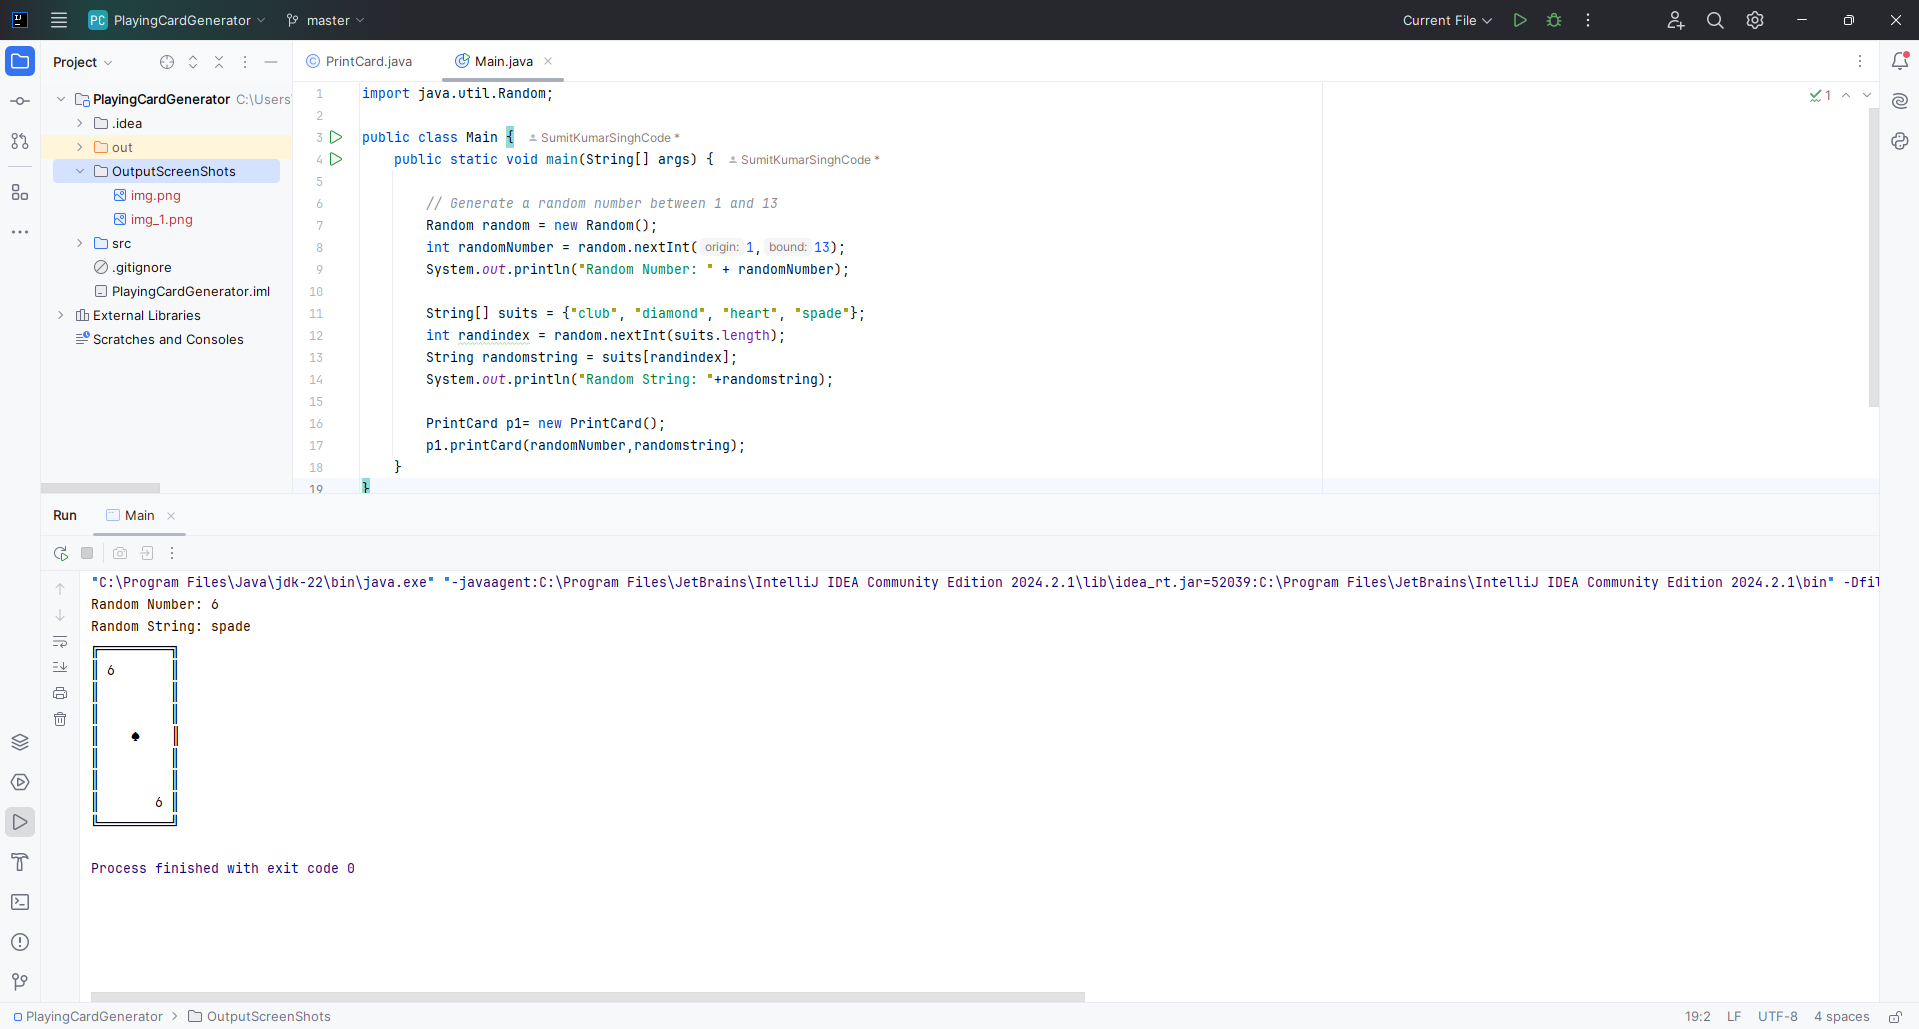 PC PlayingCardGenerator master Current File
Project
PrintCard.java Main.java
PlayingCardGenerator C:\Users
.idea
out
OutputScreenShots
img.png
img_1.png
src
.gitignore
PlayingCardGenerator.iml
External Libraries
Scratches and Consoles
1
1 import java.util.Random;
2
3 public class Main { SumitKumarSinghCode *
4 public static void main(String[] args) { SumitKumarSinghCode *
5
6 // Generate a random number between 1 and 13
7 Random random = new Random();
8 int randomNumber = random.nextInt( origin: 1, bound: 13);
9 System.out.println("Random Number: " + randomNumber);
10
11 String[] suits = {"club", "diamond", "heart", "spade"};
12 int randindex = random.nextInt(suits.length);
13 String randomstring = suits[randindex];
14 System.out.println("Random String: "+randomstring);
15
16 PrintCard p1= new PrintCard();
17 p1.printCard(randomNumber,randomstring);
18 }
19 }
Run Main
"C:\Program Files\Java\jdk-22\bin\java.exe" "-javaagent:C:\Program Files\JetBrains\IntelliJ IDEA Community Edition 2024.2.1\lib\idea_rt.jar=52039:C:\Program Files\JetBrains\IntelliJ IDEA Community Edition 2024.2.1\bin" -Dfil
Random Number: 6
Random String: spade
╔═════════╗
║ 6       ║
║         ║
║         ║
║    ♠    ║
║         ║
║         ║
║       6 ║
╚═════════╝
Process finished with exit code 0
PlayingCardGenerator > OutputScreenShots 19:2 LF UTF-8 4 spaces